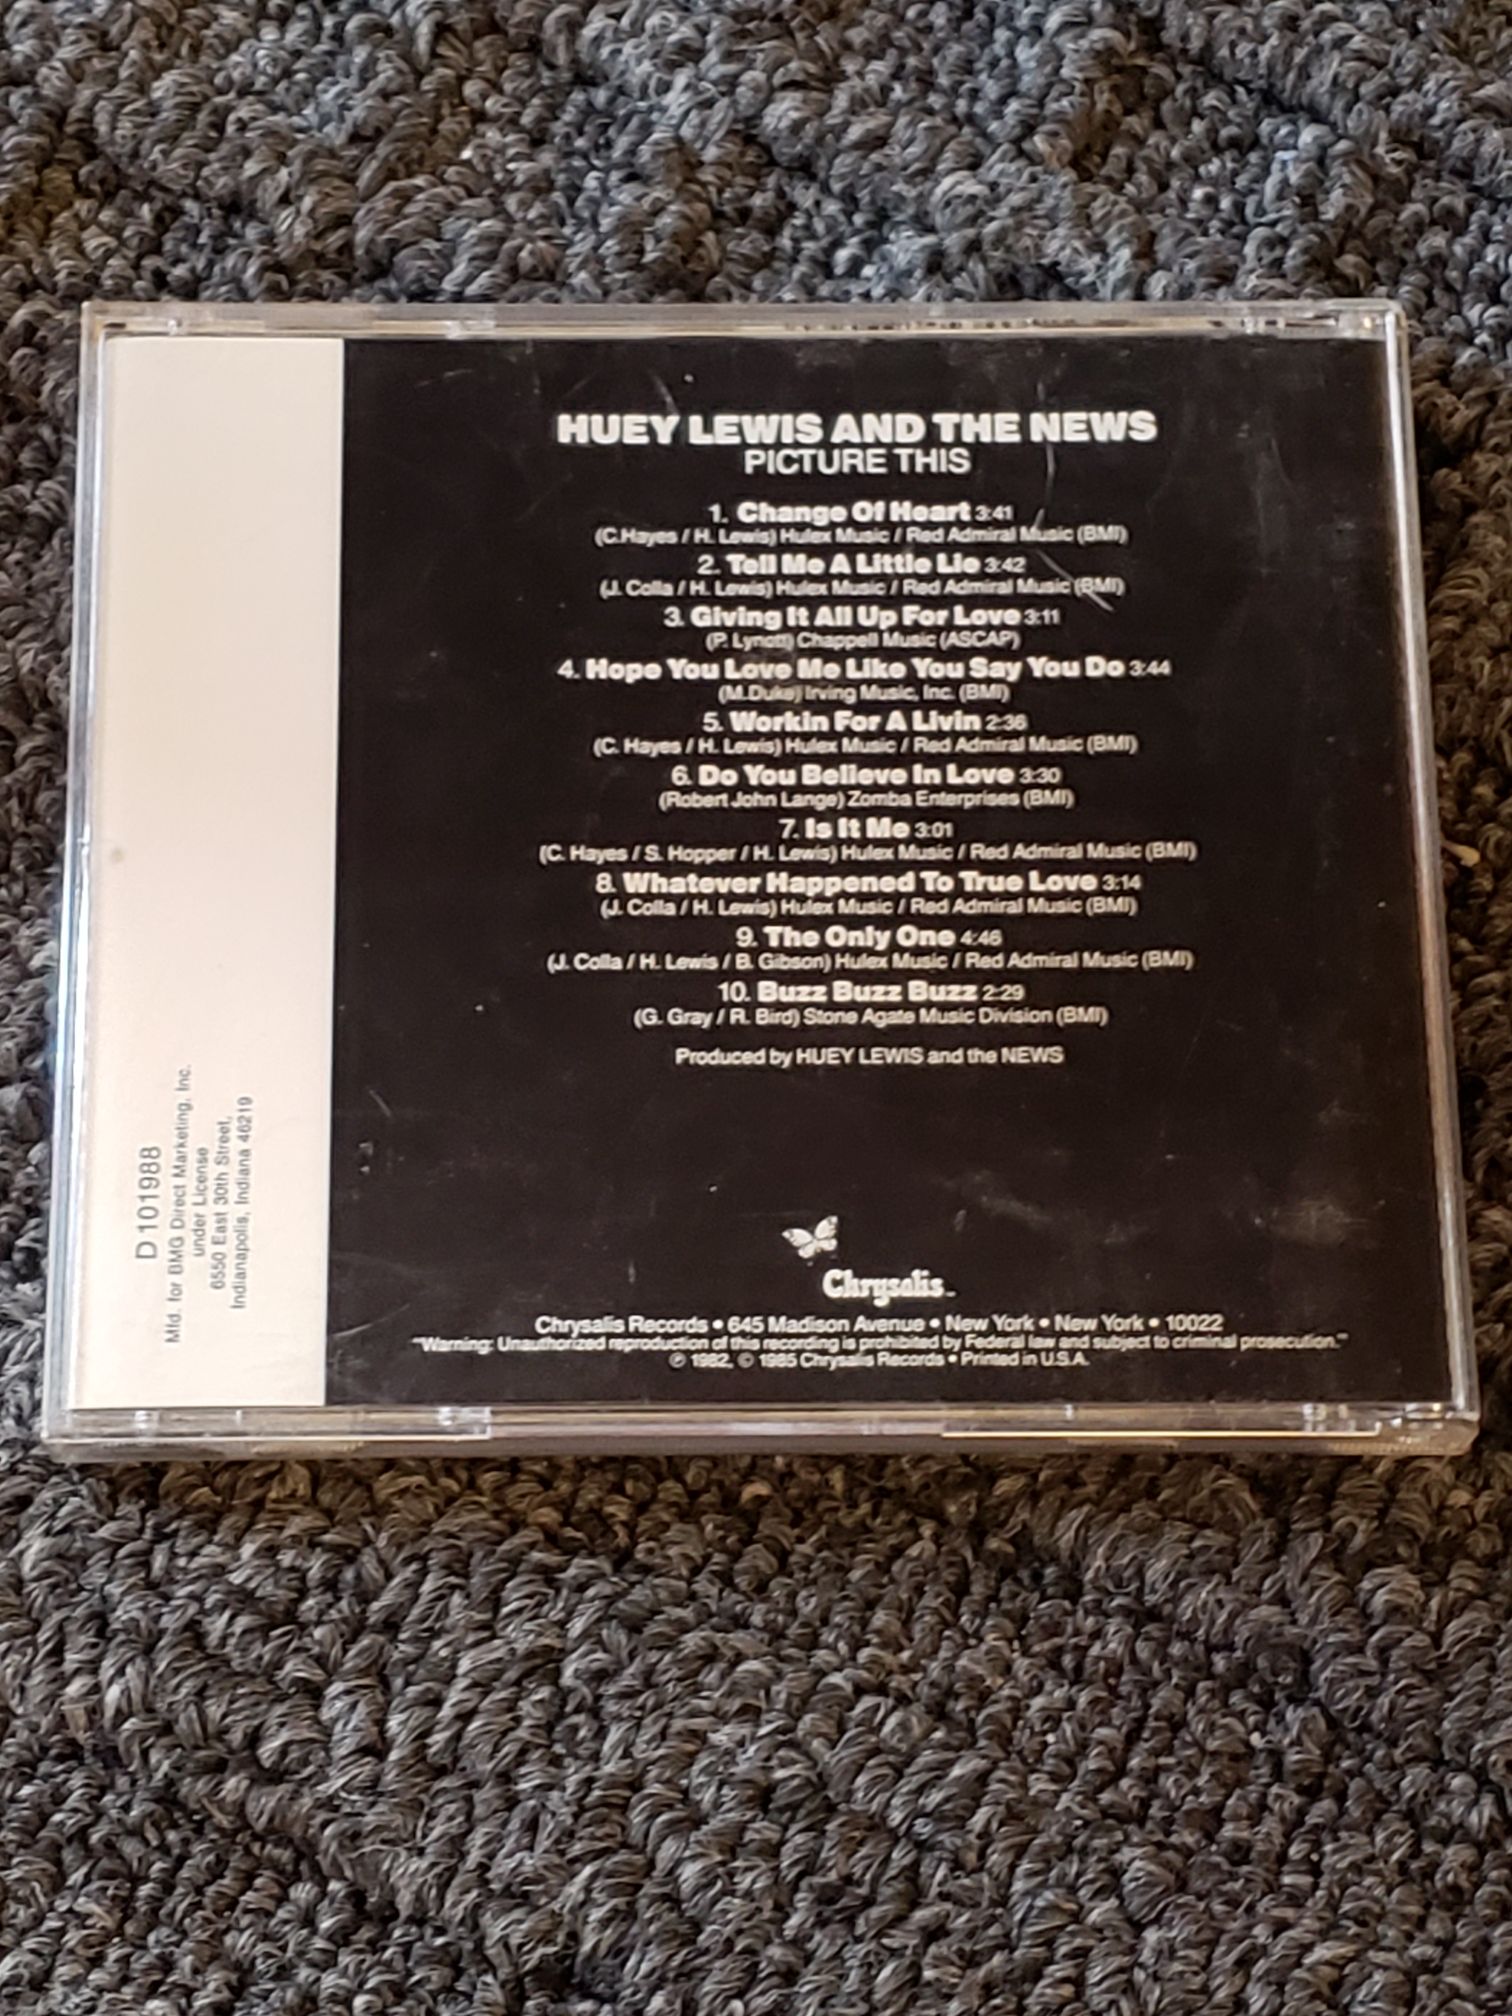 HUEY LEWIS AND THE NEWS
PICTURE THIS
1. Change Of Heart 3:41
(C.Hayes / H. Lewis) Hulex Music / Red Admiral Music (BMI)
2. Tell Me A Little Lie 3:42
(J. Colla / H. Lewis) Hulex Music / Red Admiral Music (BMI)
3. Giving It All Up For Love 3:11
(P. Lynott) Chappell Music (ASCAP)
4. Hope You Love Me Like You Say You Do 3:44
(M.Duke) Irving Music, Inc. (BMI)
5. Workin For A Livin 2:36
(C. Hayes / H. Lewis) Hulex Music / Red Admiral Music (BMI)
6. Do You Believe In Love 3:30
(Robert John Lange) Zomba Enterprises (BMI)
7. Is It Me 3:01
(C. Hayes / S. Hopper / H. Lewis) Hulex Music / Red Admiral Music (BMI)
8. Whatever Happened To True Love 3:14
(J. Colla / H. Lewis) Hulex Music / Red Admiral Music (BMI)
9. The Only One 4:46
(J. Colla / H. Lewis / B. Gibson) Hulex Music / Red Admiral Music (BMI)
10. Buzz Buzz Buzz 2:29
(G. Gray / R. Bird) Stone Agate Music Division (BMI)
Produced by HUEY LEWIS and the NEWS
Chrysalis™
Chrysalis Records • 645 Madison Avenue • New York • New York • 10022
"Warning: Unauthorized reproduction of this recording is prohibited by Federal law and subject to criminal prosecution."
℗ 1982, © 1985 Chrysalis Records • Printed in U.S.A.
D 101988
Mfd. for BMG Direct Marketing, Inc.
under License
6550 East 30th Street,
Indianapolis, Indiana 46219